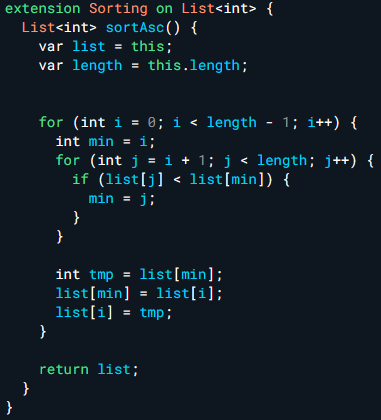 extension Sorting on List<int> {
  List<int> sortAsc() {
    var list = this;
    var length = this.length;


    for (int i = 0; i < length - 1; i++) {
      int min = i;
      for (int j = i + 1; j < length; j++) {
        if (list[j] < list[min]) {
          min = j;
        }
      }

      int tmp = list[min];
      list[min] = list[i];
      list[i] = tmp;
    }

    return list;
  }
}